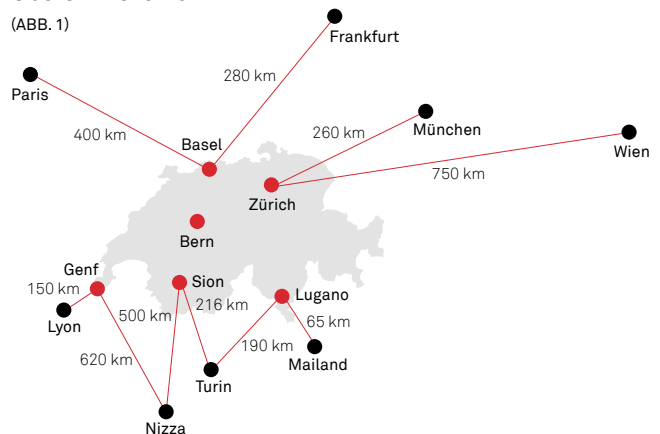 (ABB. 1)
Frankfurt
280 km
Paris
400 km
Basel
260 km
München
Wien
750 km
Zürich
Bern
Genf
Sion
150 km
Lyon
500 km
216 km
Lugano
65 km
190 km
Mailand
620 km
Turin
Nizza